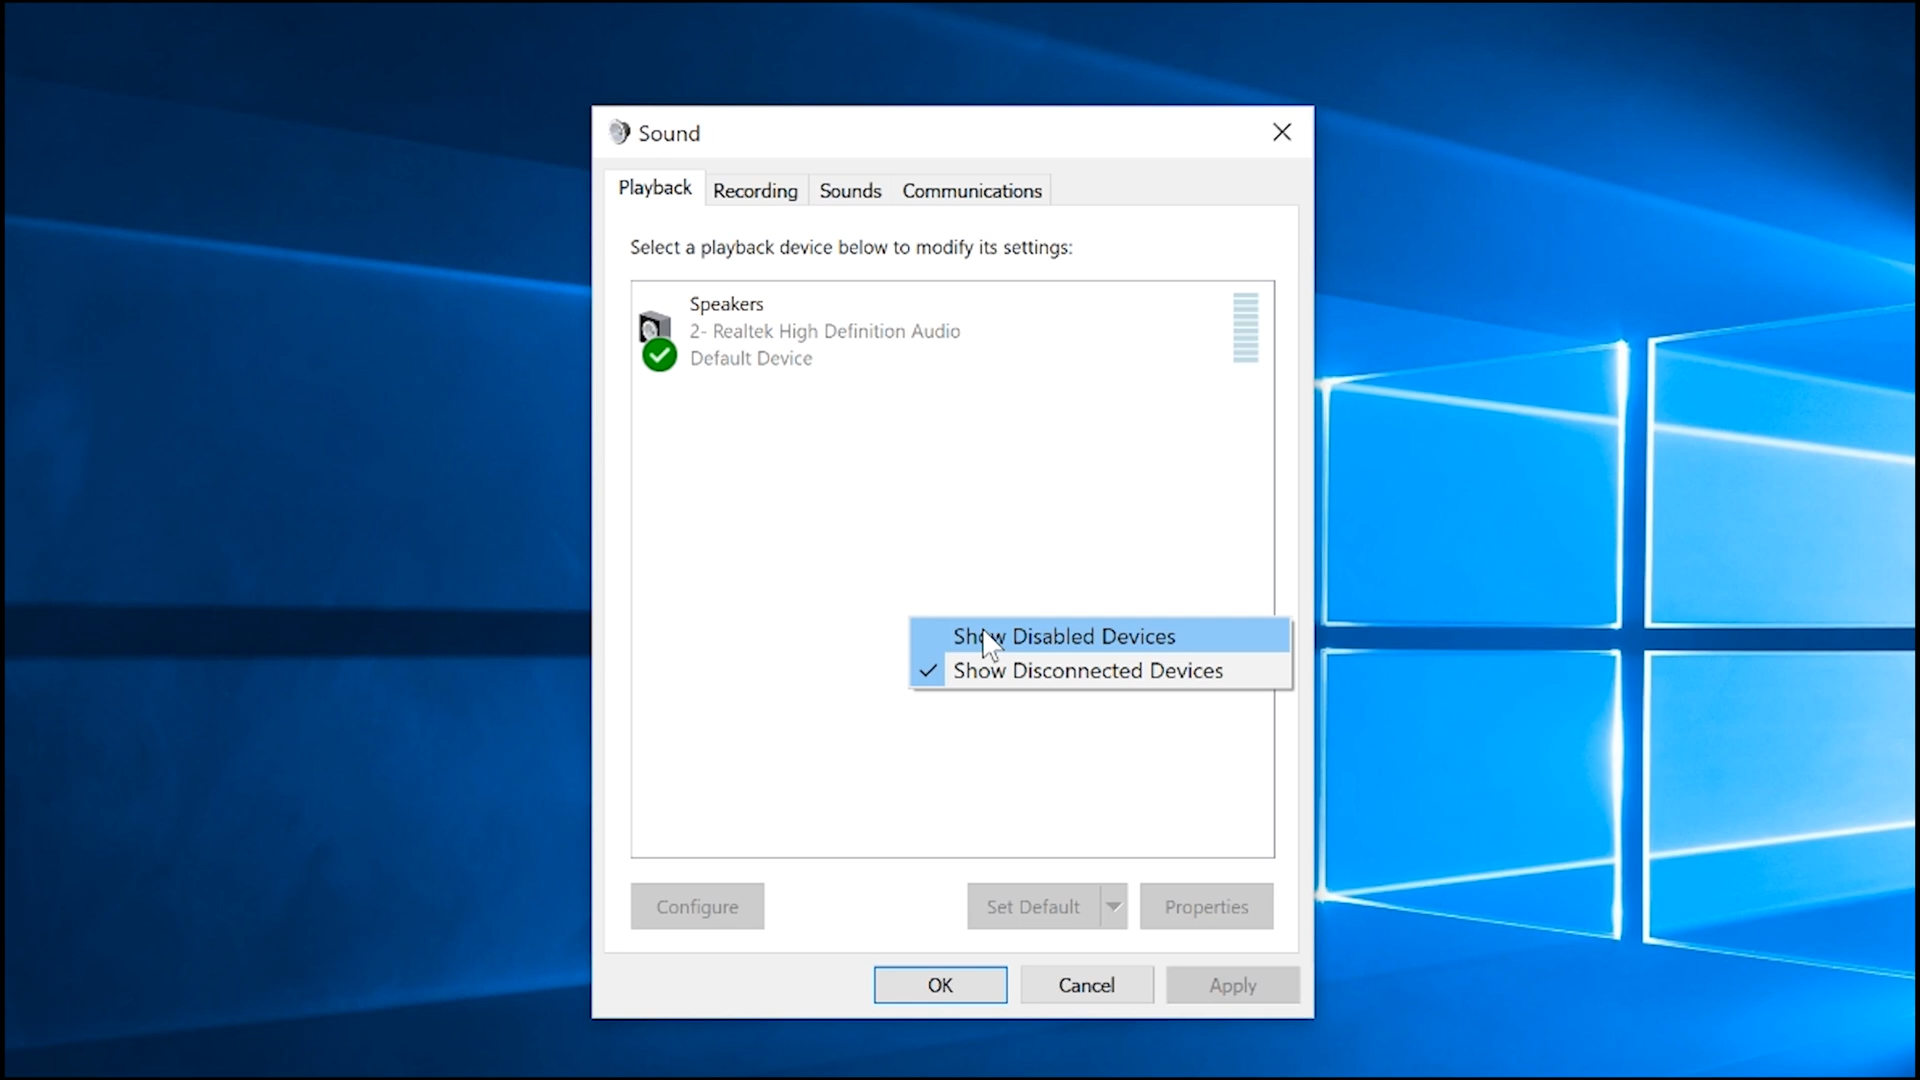 Sound
Playback
Recording
Sounds
Communications
Select a playback device below to modify its settings:
Speakers
2- Realtek High Definition Audio
Default Device
Show Disabled Devices
Show Disconnected Devices
Configure
Set Default
Properties
OK
Cancel
Apply